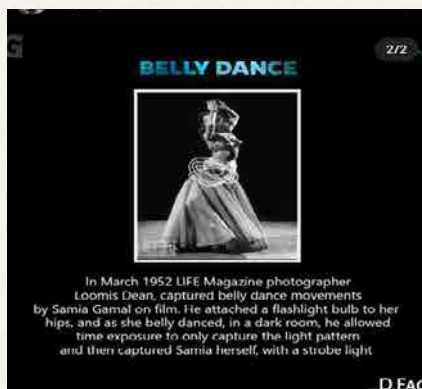 G
2/2
BELLY DANCE
In March 1952 LIFE Magazine photographer
Loomis Dean, captured belly dance movements
by Samia Gamal on film. He attached a flashlight bulb to her
hips, and as she belly danced, in a dark room, he allowed
time exposure to only capture the light pattern
and then captured Samia herself, with a strobe light
D FAC